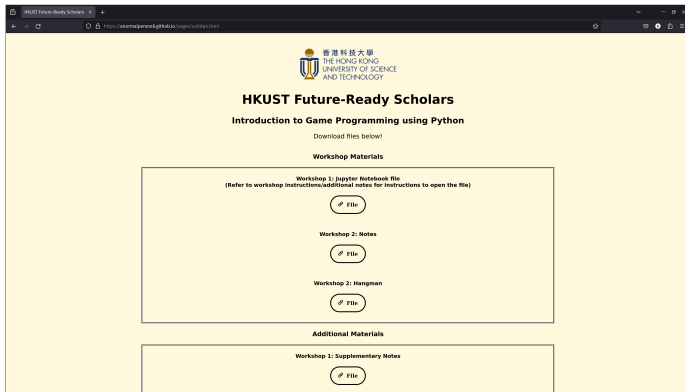 HKUST Future-Ready Scholars
https://anormalperson8.github.io/pages/ustdpo.html
香港科技大學
THE HONG KONG
UNIVERSITY OF SCIENCE
AND TECHNOLOGY
HKUST Future-Ready Scholars
Introduction to Game Programming using Python
Download files below!
Workshop Materials
Workshop 1: Jupyter Notebook file
(Refer to workshop instructions/additional notes for instructions to open the file)
File
Workshop 2: Notes
File
Workshop 2: Hangman
File
Additional Materials
Workshop 1: Supplementary Notes
File